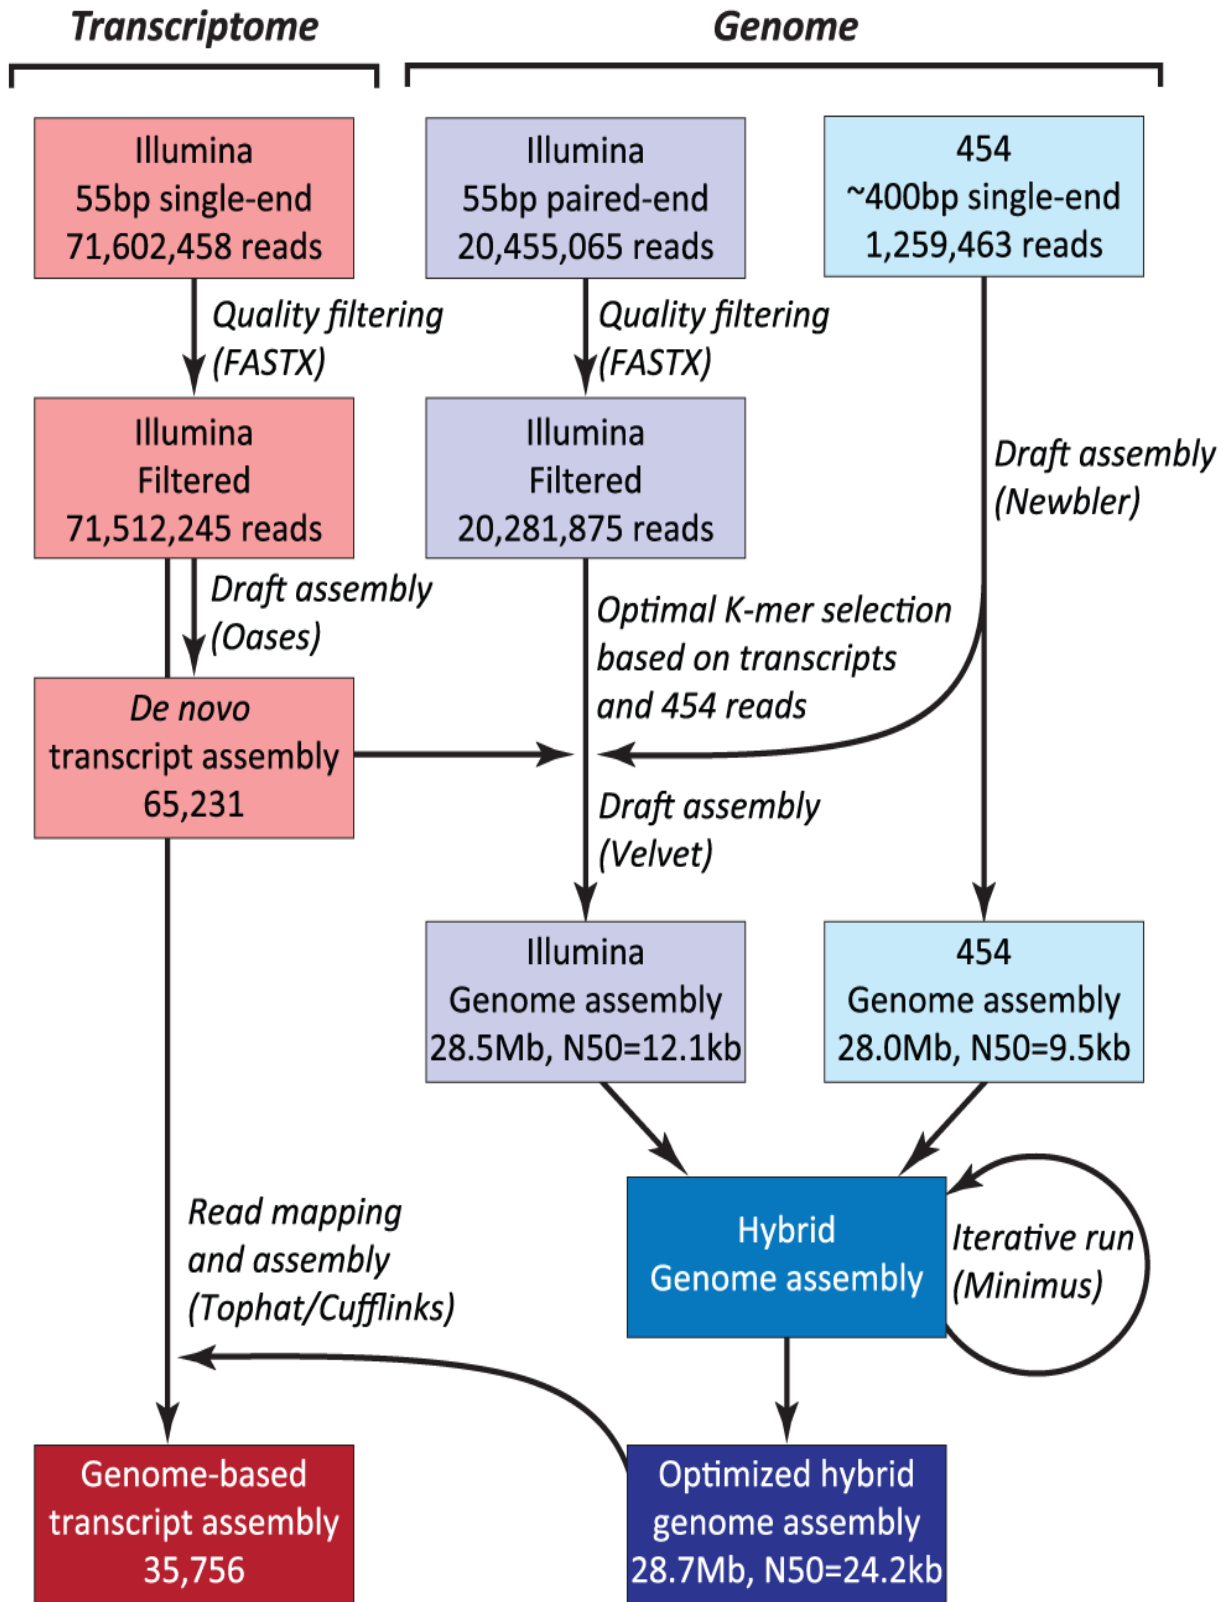 Transcriptome
Genome
Illumina
55bp single-end
71,602,458 reads
Illumina
55bp paired-end
20,455,065 reads
454
~400bp single-end
1,259,463 reads
Quality filtering
(FASTX)
Quality filtering
(FASTX)
Illumina
Filtered
71,512,245 reads
Illumina
Filtered
20,281,875 reads
Draft assembly
(Newbler)
Draft assembly
(Oases)
Optimal K-mer selection
based on transcripts
and 454 reads
De novo
transcript assembly
65,231
Draft assembly
(Velvet)
Illumina
Genome assembly
28.5Mb, N50=12.1kb
454
Genome assembly
28.0Mb, N50=9.5kb
Read mapping
and assembly
(Tophat/Cufflinks)
Hybrid
Genome assembly
Iterative run
(Minimus)
Genome-based
transcript assembly
35,756
Optimized hybrid
genome assembly
28.7Mb, N50=24.2kb